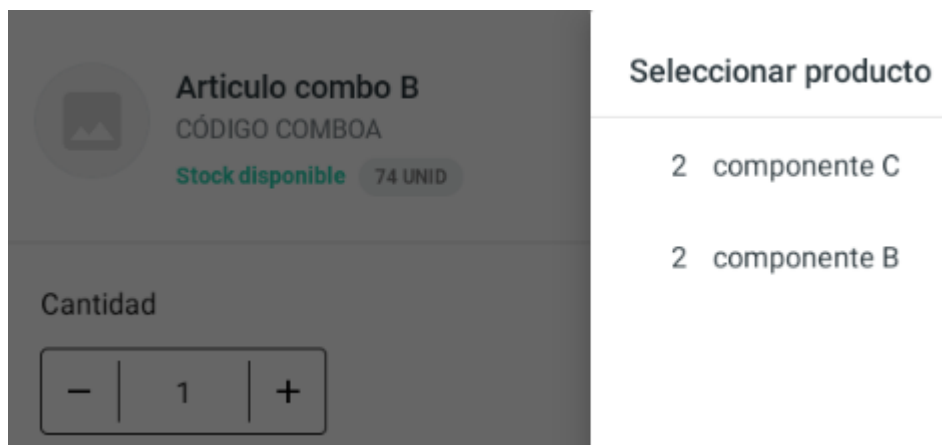 Articulo combo B
CÓDIGO COMBOA
Stock disponible 74 UNID
Cantidad
− 1 +
Seleccionar producto
2 componente C
2 componente B